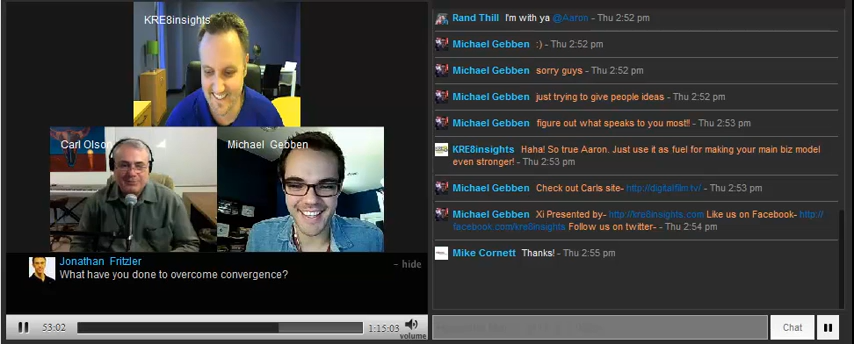 KRE8insights
Carl Olson
Michael Gebben
Jonathan Fritzler
What have you done to overcome convergence?
– hide
53:02
1:15:03
volume
Rand Thill I'm with ya @Aaron - Thu 2:52 pm
Michael Gebben :) - Thu 2:52 pm
Michael Gebben sorry guys - Thu 2:52 pm
Michael Gebben just trying to give people ideas - Thu 2:52 pm
Michael Gebben figure out what speaks to you most!! - Thu 2:53 pm
KRE8insights Haha! So true Aaron. Just use it as fuel for making your main biz model
even stronger! - Thu 2:53 pm
Michael Gebben Check out Carls site- http://digitalfilm.tv/ - Thu 2:53 pm
Michael Gebben Xi Presented by- http://kre8insights.com Like us on Facebook- http://
facebook.com/kre8insights Follow us on twitter- - Thu 2:54 pm
Mike Cornett Thanks! - Thu 2:55 pm
Chat